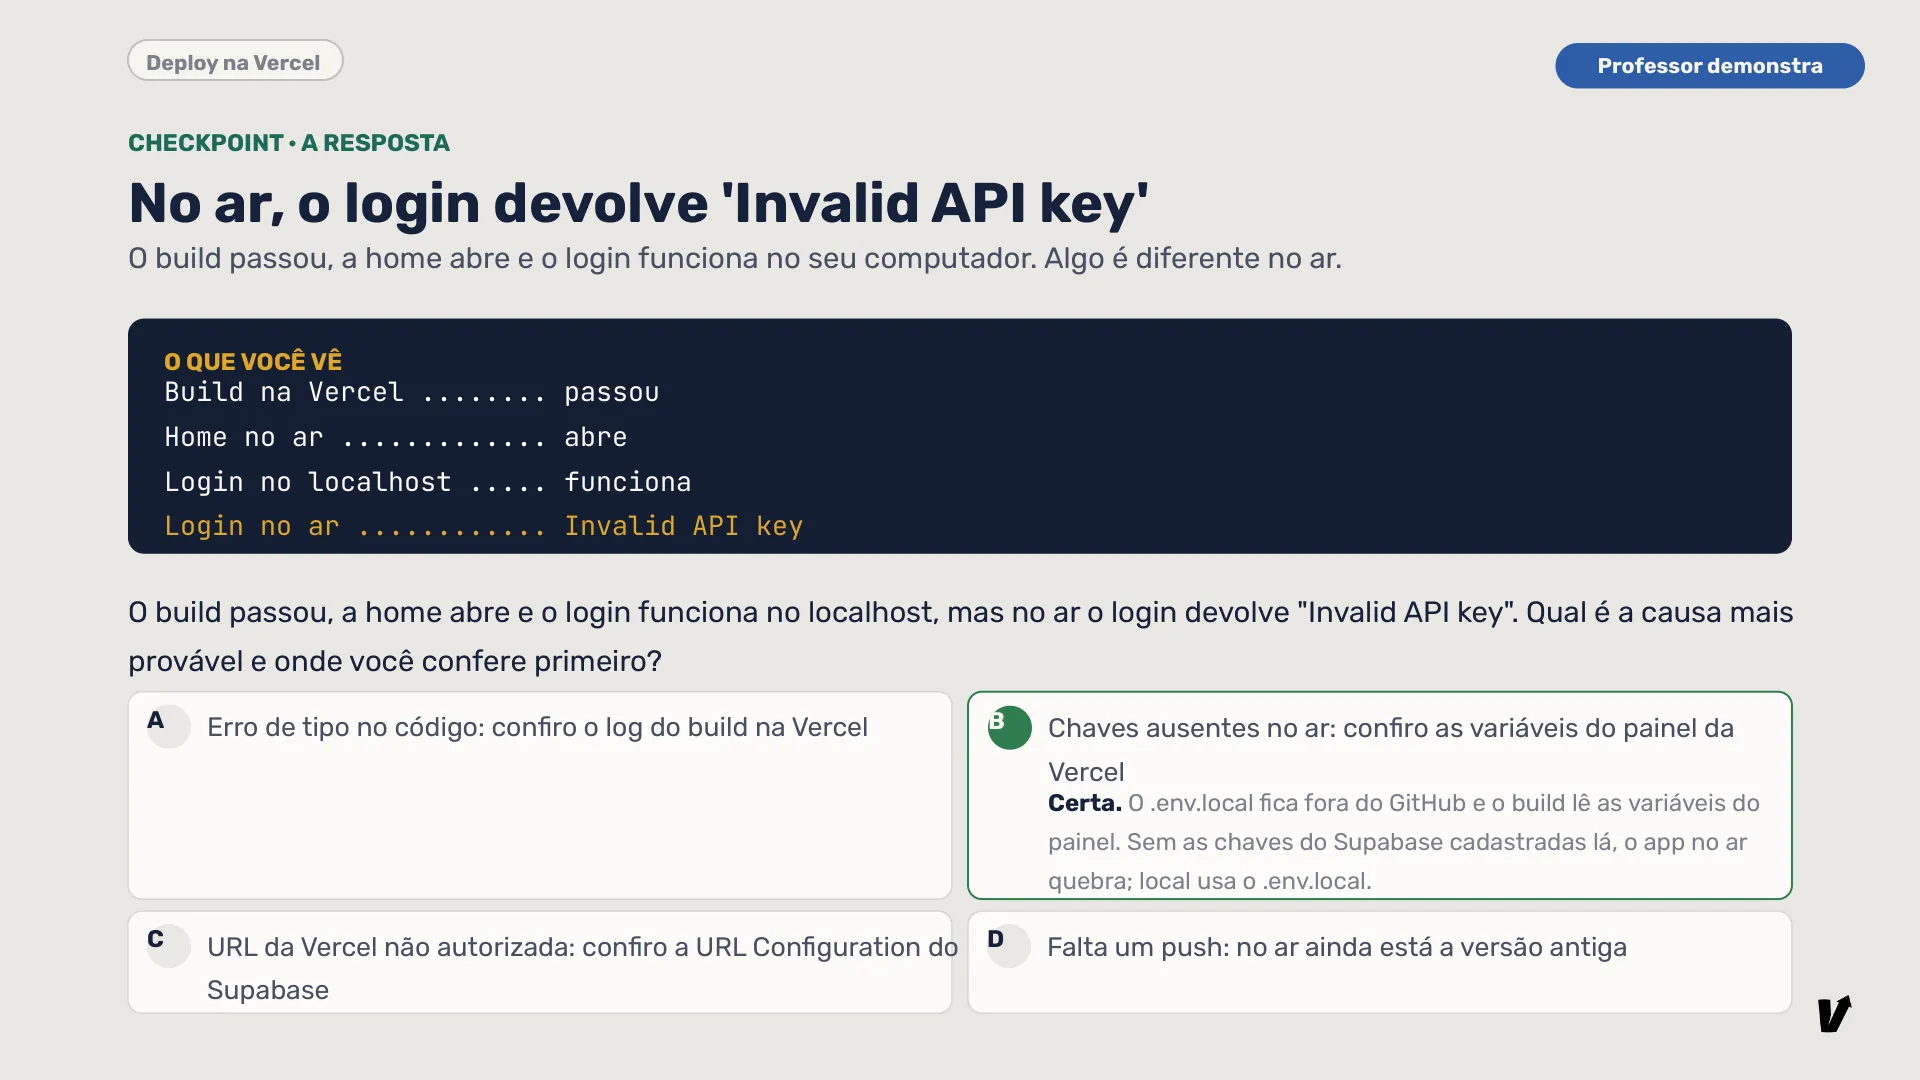 Deploy na Vercel
Professor demonstra
CHECKPOINT • A RESPOSTA
No ar, o login devolve 'Invalid API key'
O build passou, a home abre e o login funciona no seu computador. Algo é diferente no ar.
O QUE VOCÊ VÊ
Build na Vercel ........ passou
Home no ar ............. abre
Login no localhost ..... funciona
Login no ar ............ Invalid API key
O build passou, a home abre e o login funciona no localhost, mas no ar o login devolve "Invalid API key". Qual é a causa mais
provável e onde você confere primeiro?
A Erro de tipo no código: confiro o log do build na Vercel
B Chaves ausentes no ar: confiro as variáveis do painel da
Vercel
Certa. O .env.local fica fora do GitHub e o build lê as variáveis do
painel. Sem as chaves do Supabase cadastradas lá, o app no ar
quebra; local usa o .env.local.
C URL da Vercel não autorizada: confiro a URL Configuration do
Supabase
D Falta um push: no ar ainda está a versão antiga